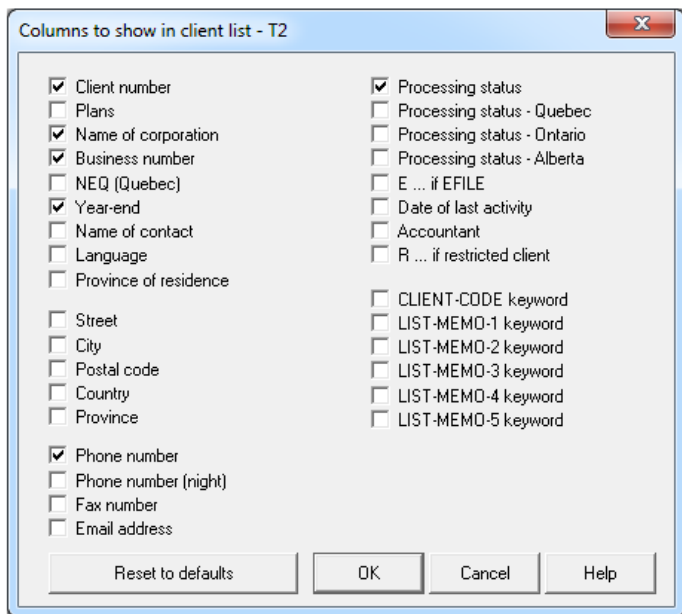 Columns to show in client list - T2
Client number
Plans
Name of corporation
Business number
NEQ (Quebec)
Year-end
Name of contact
Language
Province of residence
Street
City
Postal code
Country
Province
Phone number
Phone number (night)
Fax number
Email address
Processing status
Processing status - Quebec
Processing status - Ontario
Processing status - Alberta
E ... if EFILE
Date of last activity
Accountant
R ... if restricted client
CLIENT-CODE keyword
LIST-MEMO-1 keyword
LIST-MEMO-2 keyword
LIST-MEMO-3 keyword
LIST-MEMO-4 keyword
LIST-MEMO-5 keyword
Reset to defaults
OK
Cancel
Help